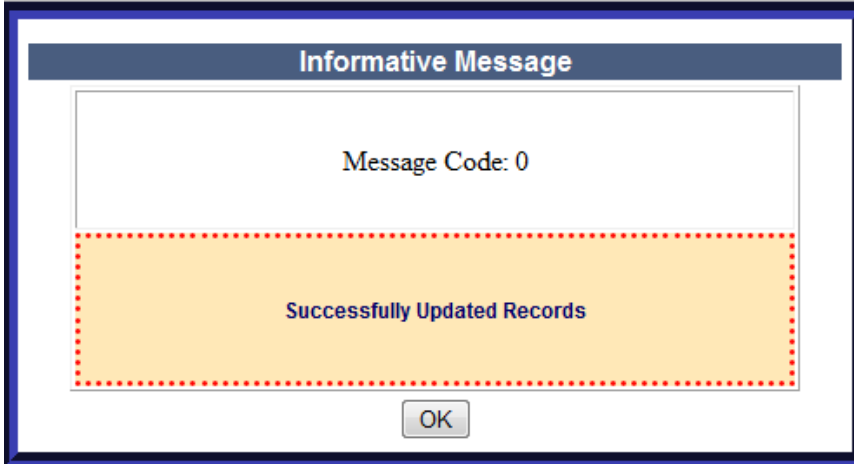 Informative Message
Message Code: 0
Successfully Updated Records
OK